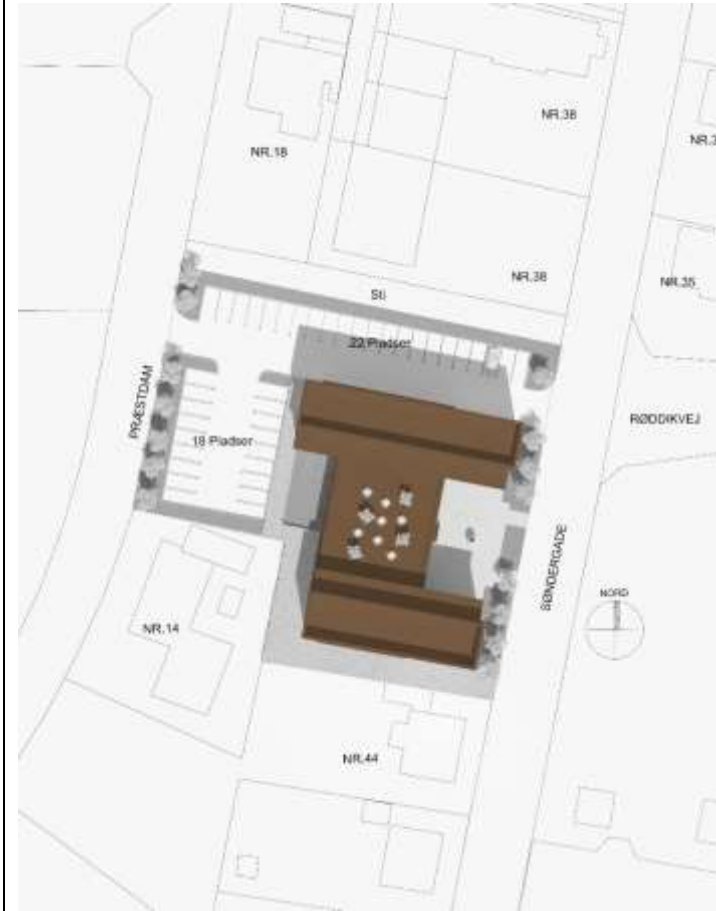 NR.38
NR.18
NR.38
NR.35
Sti
22 Pladser
PRÆSTDAM
RØDDIKVEJ
18 Pladser
SØNDERGADE
NORD
NR.14
NR.44